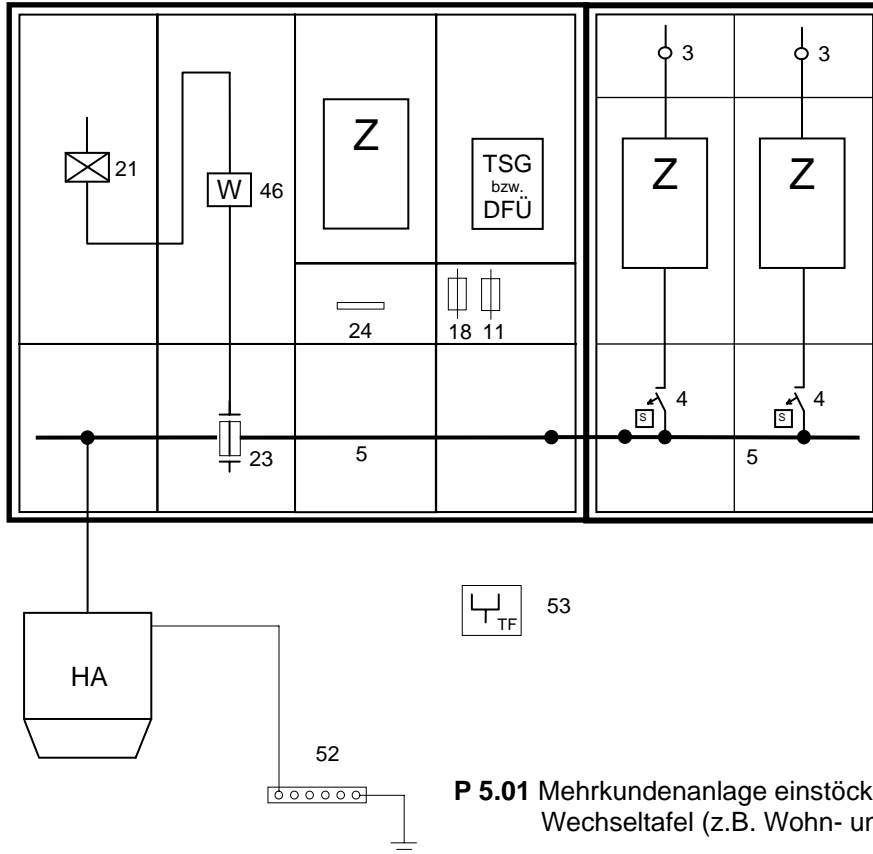 3 3
Z Z Z
21
W 46
TSG
bzw.
DFÜ
24 18 11
4 4
S S
23 5 5
53
TF
HA
52
P 5.01 Mehrkundenanlage einstöck
Wechseltafel (z.B. Wohn- un